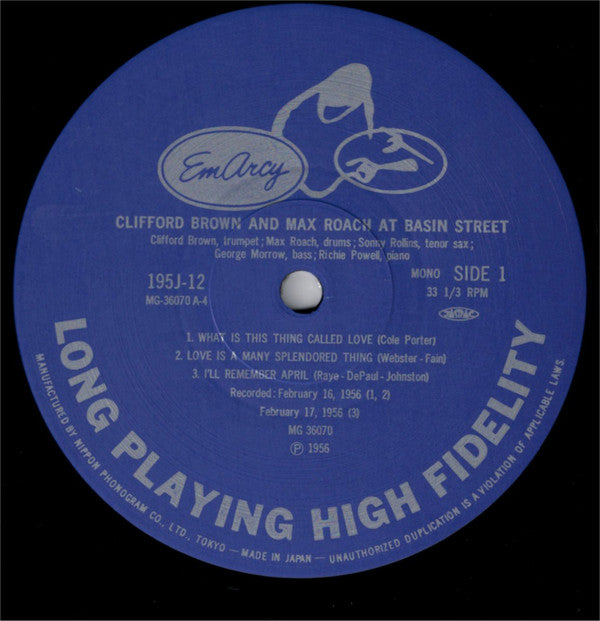 EmArcy
CLIFFORD BROWN AND MAX ROACH AT BASIN STREET
Clifford Brown, trumpet; Max Roach, drums; Sonny Rollins, tenor sax;
George Morrow, bass; Richie Powell, piano
195J-12
MG-36070 A-4
MONO SIDE 1
33 1/3 RPM
1. WHAT IS THIS THING CALLED LOVE (Cole Porter)
2. LOVE IS A MANY SPLENDORED THING (Webster - Fain)
3. I'LL REMEMBER APRIL (Raye - DePaul - Johnston)
Recorded: February 16, 1956 (1, 2)
February 17, 1956 (3)
MG 36070
Ⓟ 1956
LONG PLAYING HIGH FIDELITY
MANUFACTURED BY NIPPON PHONOGRAM CO., LTD., TOKYO — MADE IN JAPAN — UNAUTHORIZED DUPLICATION IS A VIOLATION OF APPLICABLE LAWS.